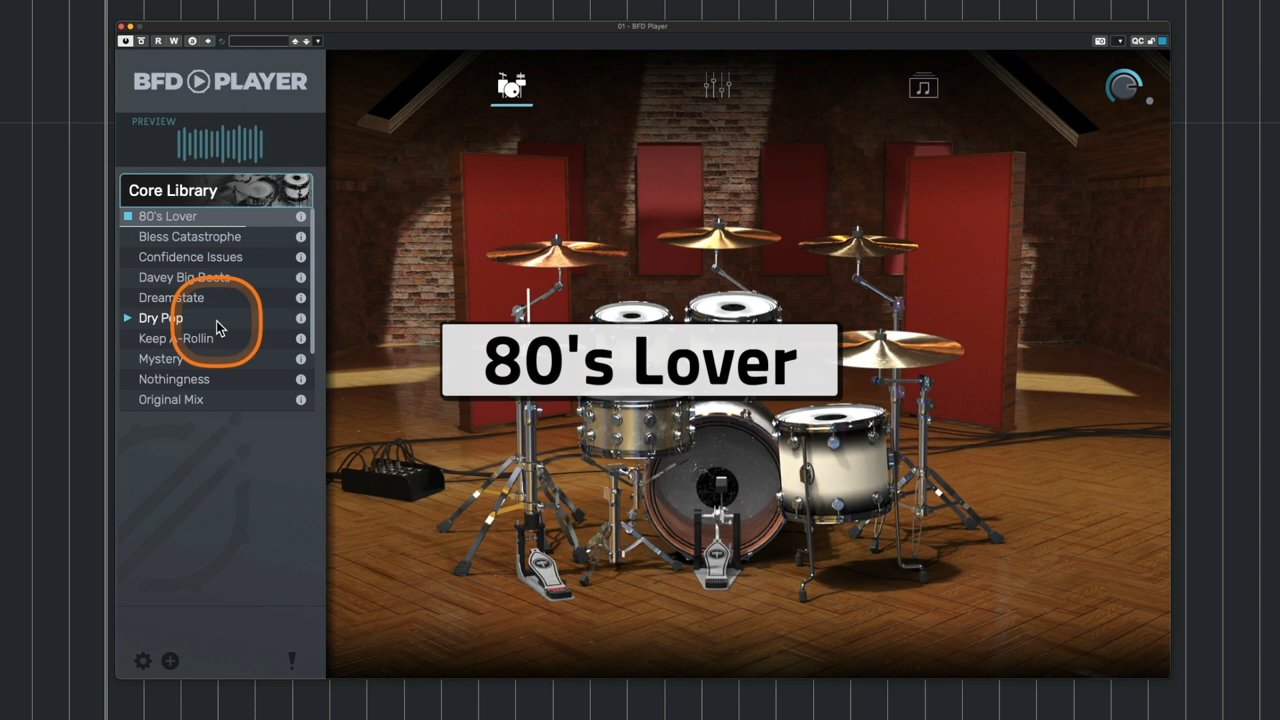 01 - BFD Player
R W
QC
BFD PLAYER
PREVIEW
Core Library
80's Lover
Bless Catastrophe
Confidence Issues
Davey Big Boots
Dreamstate
Dry Pop
Keep A-Rollin
Mystery
Nothingness
Original Mix
80's Lover